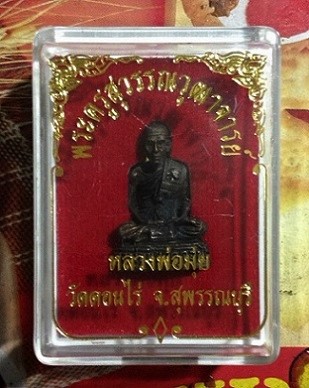 พระครูสุวรรณวุฒาจารย์
หลวงพ่อมุ่ย
วัดดอนไร่ จ.สุพรรณบุรี